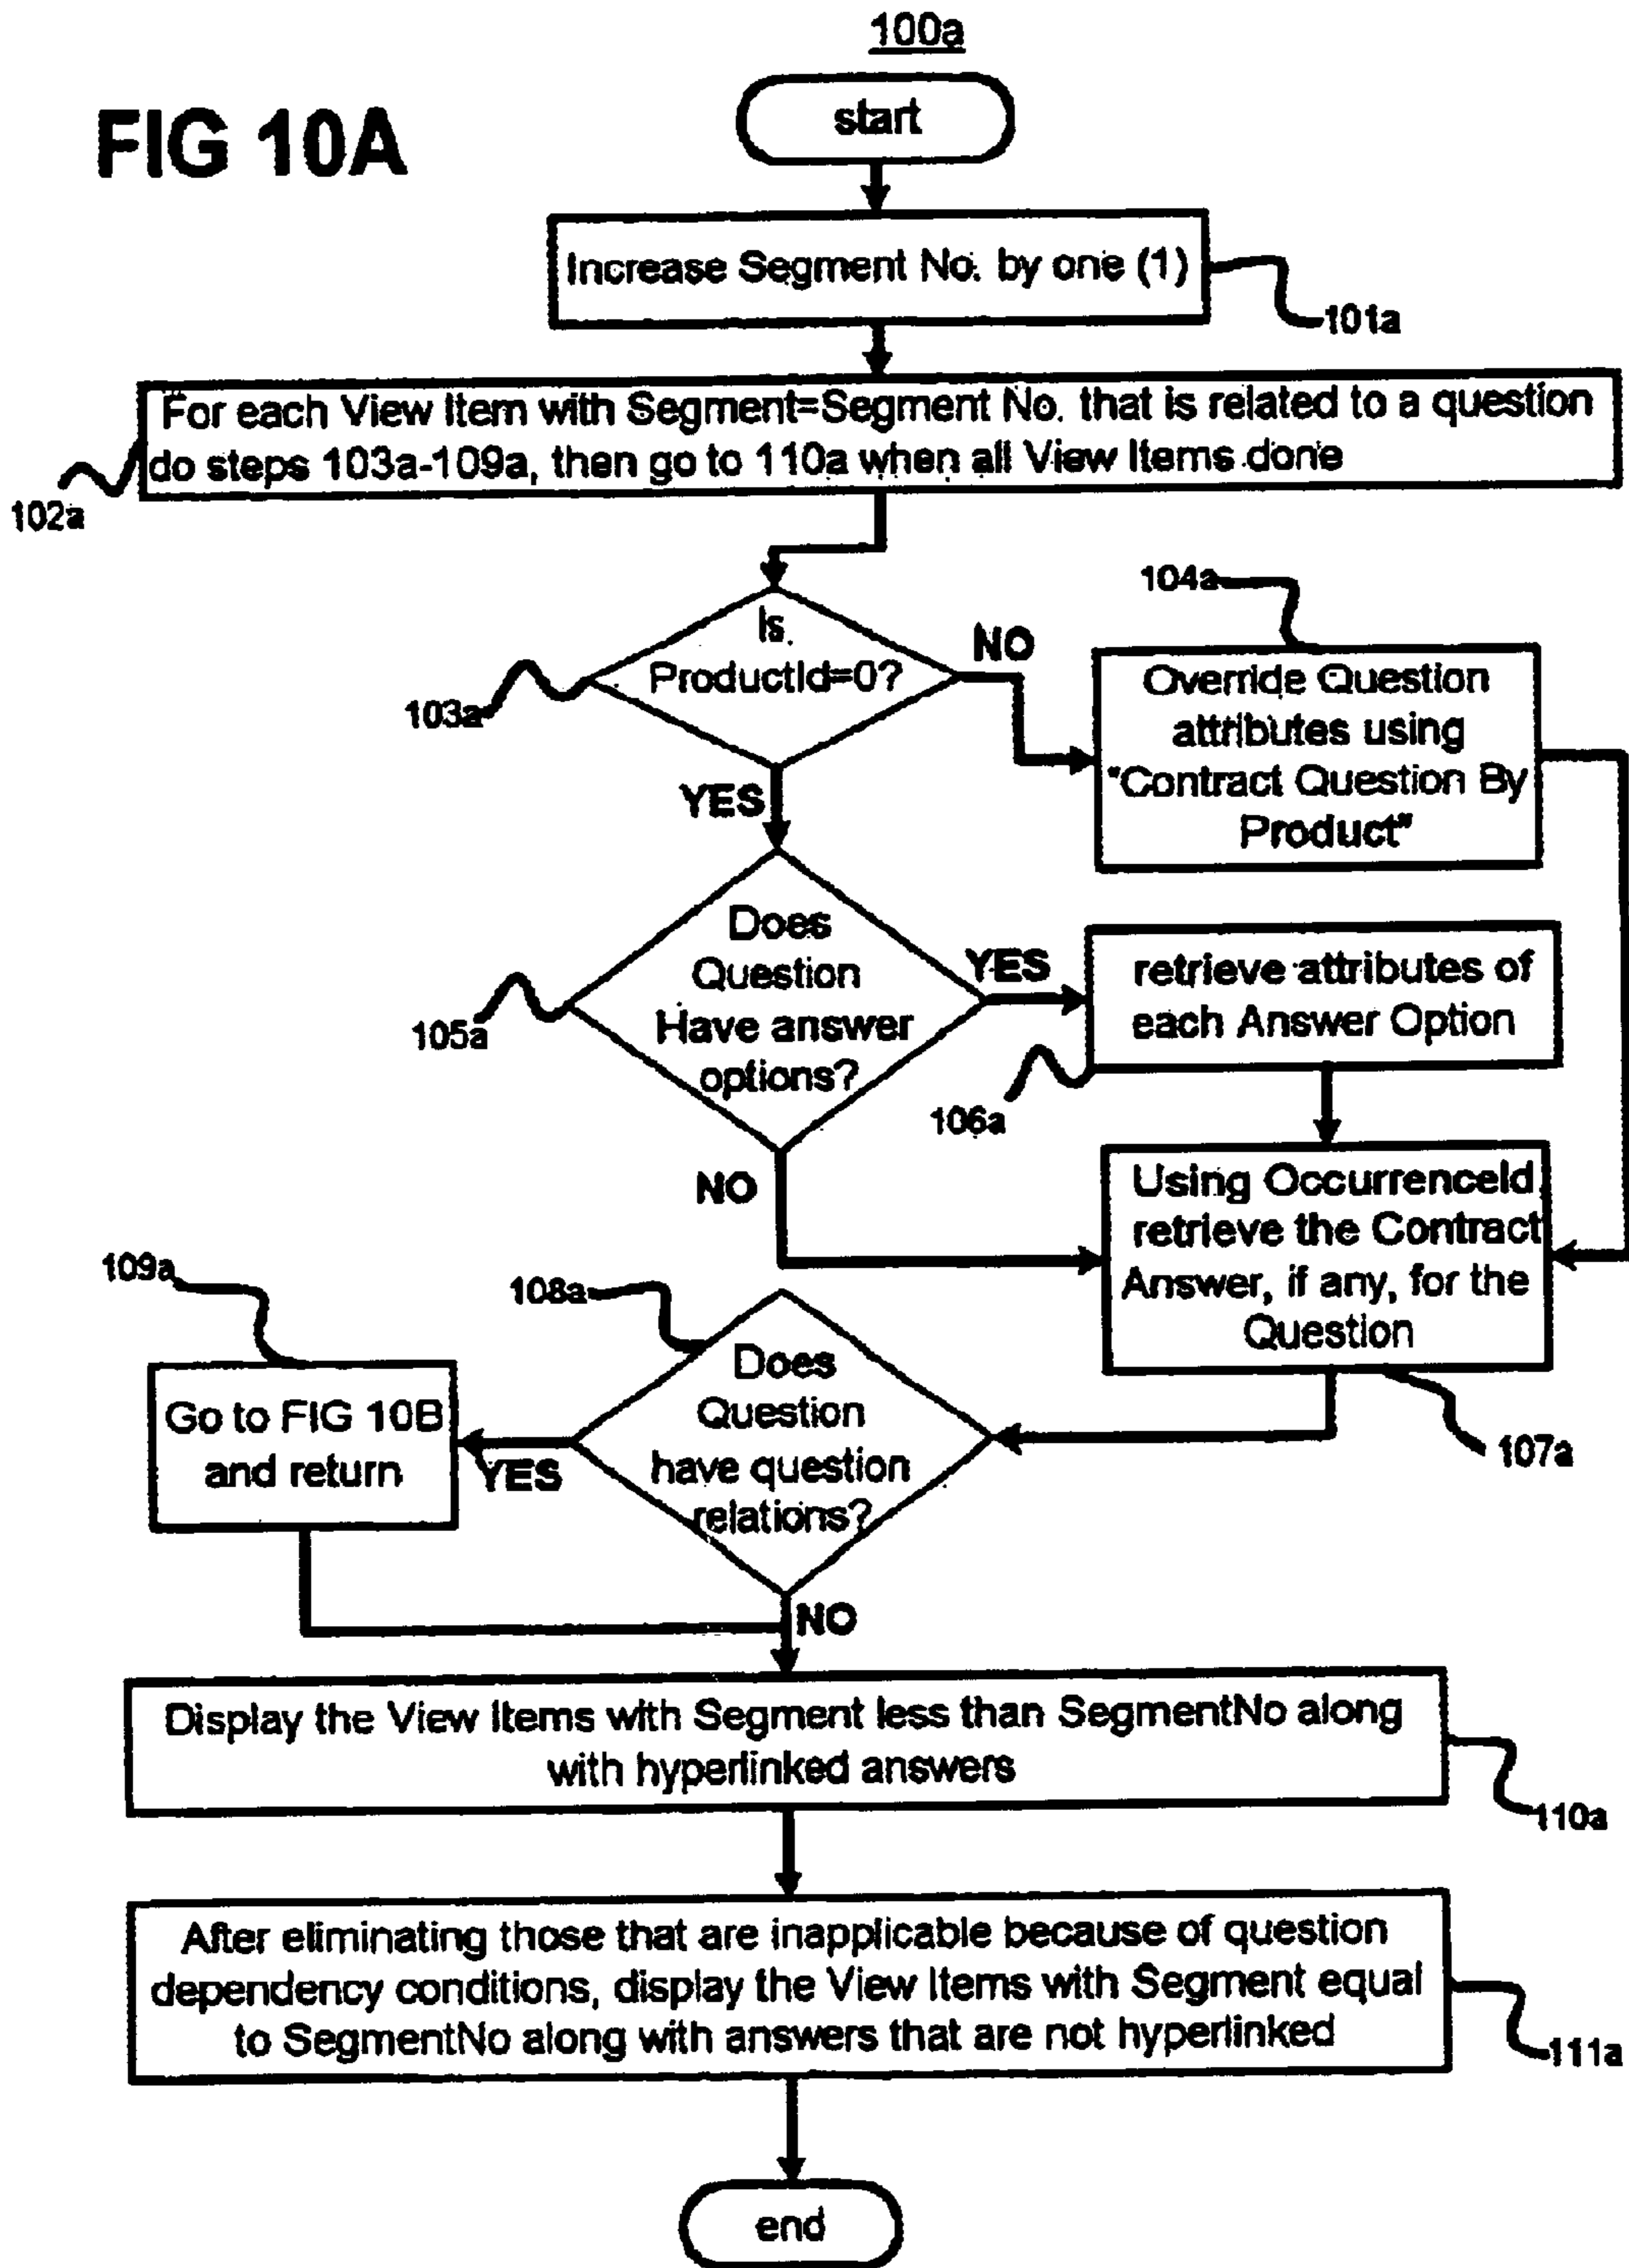 100a
FIG 10A
start
Increase Segment No. by one (1)
101a
For each View Item with Segment=Segment No. that is related to a question
do steps 103a-109a, then go to 110a when all View Items done
102a
Is
ProductId=0?
103a
NO
YES
104a
Override Question
attributes using
"Contract Question By
Product"
Does
Question
Have answer
options?
105a
YES
NO
retrieve attributes of
each Answer Option
106a
Using OccurrenceId,
retrieve the Contract
Answer, if any, for the
Question
107a
108a
Does
Question
have question
relations?
YES
NO
109a
Go to FIG 10B
and return
Display the View Items with Segment less than SegmentNo along
with hyperlinked answers
110a
After eliminating those that are inapplicable because of question
dependency conditions, display the View Items with Segment equal
to SegmentNo along with answers that are not hyperlinked
111a
end